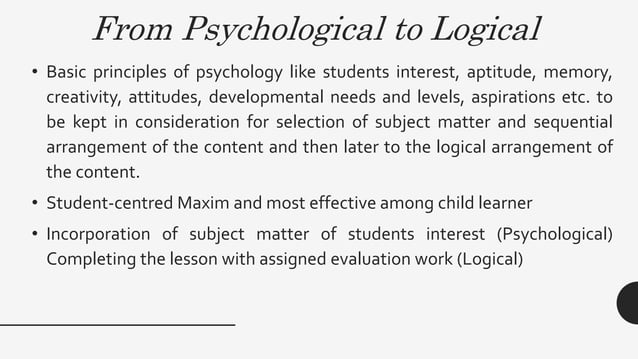 From Psychological to Logical
• Basic principles of psychology like students interest, aptitude, memory,
creativity, attitudes, developmental needs and levels, aspirations etc. to
be kept in consideration for selection of subject matter and sequential
arrangement of the content and then later to the logical arrangement of
the content.
• Student-centred Maxim and most effective among child learner
• Incorporation of subject matter of students interest (Psychological)
Completing the lesson with assigned evaluation work (Logical)